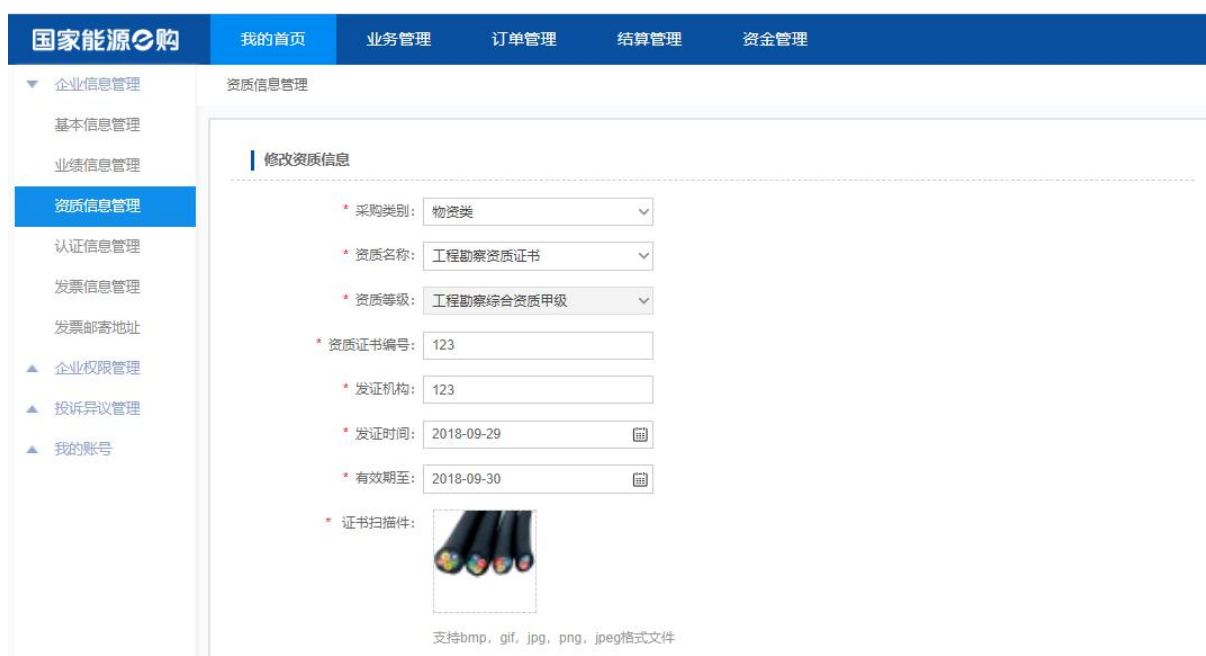 国家能源e购 我的首页 业务管理 订单管理 结算管理 资金管理
企业信息管理
基本信息管理
业绩信息管理
资质信息管理
认证信息管理
发票信息管理
发票邮寄地址
企业权限管理
投诉异议管理
我的账号
资质信息管理
修改资质信息
* 采购类别: 物资类
* 资质名称: 工程勘察资质证书
* 资质等级: 工程勘察综合资质甲级
* 资质证书编号: 123
* 发证机构: 123
* 发证时间: 2018-09-29
* 有效期至: 2018-09-30
* 证书扫描件:
支持bmp, gif, jpg, png, jpeg格式文件